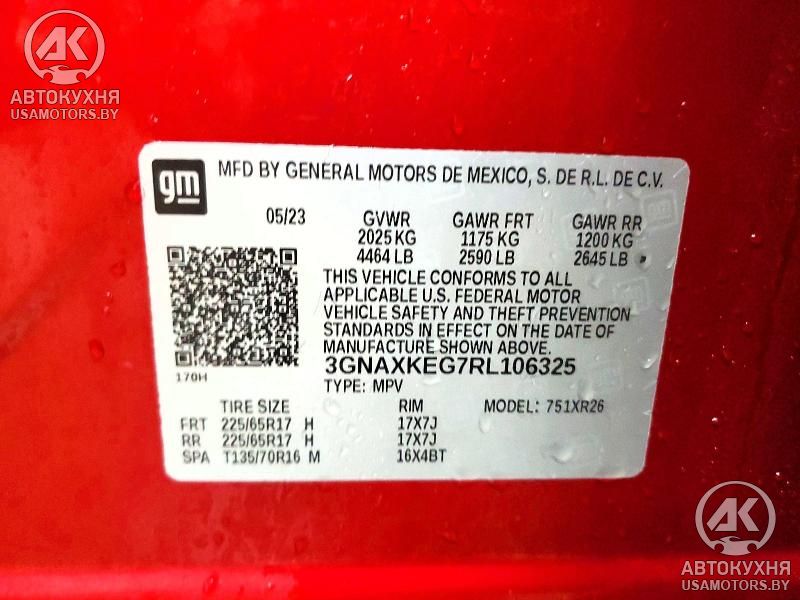 AK
АВТОКУХНЯ
USAMOTORS.BY
gm
MFD BY GENERAL MOTORS DE MEXICO, S. DE R.L. DE C.V.
05/23 GVWR GAWR FRT GAWR RR
2025 KG 1175 KG 1200 KG
4464 LB 2590 LB 2645 LB
THIS VEHICLE CONFORMS TO ALL
APPLICABLE U.S. FEDERAL MOTOR
VEHICLE SAFETY AND THEFT PREVENTION
STANDARDS IN EFFECT ON THE DATE OF
MANUFACTURE SHOWN ABOVE.
3GNAXKEG7RL106325
170H
TYPE: MPV
TIRE SIZE RIM MODEL: 751XR26
FRT 225/65R17 H 17X7J
RR 225/65R17 H 17X7J
SPA T135/70R16 M 16X4BT
AK
АВТОКУХНЯ
USAMOTORS.BY